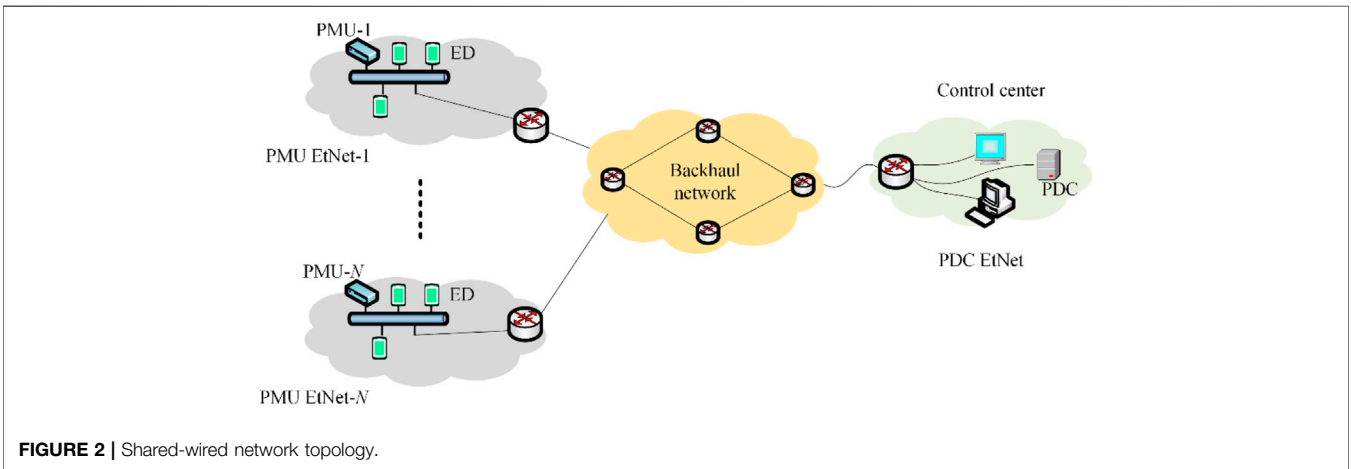 PMU-1
ED
PMU EtNet-1
PMU-N
ED
PMU EtNet-N
Backhaul
network
Control center
PDC
PDC EtNet
FIGURE 2 | Shared-wired network topology.